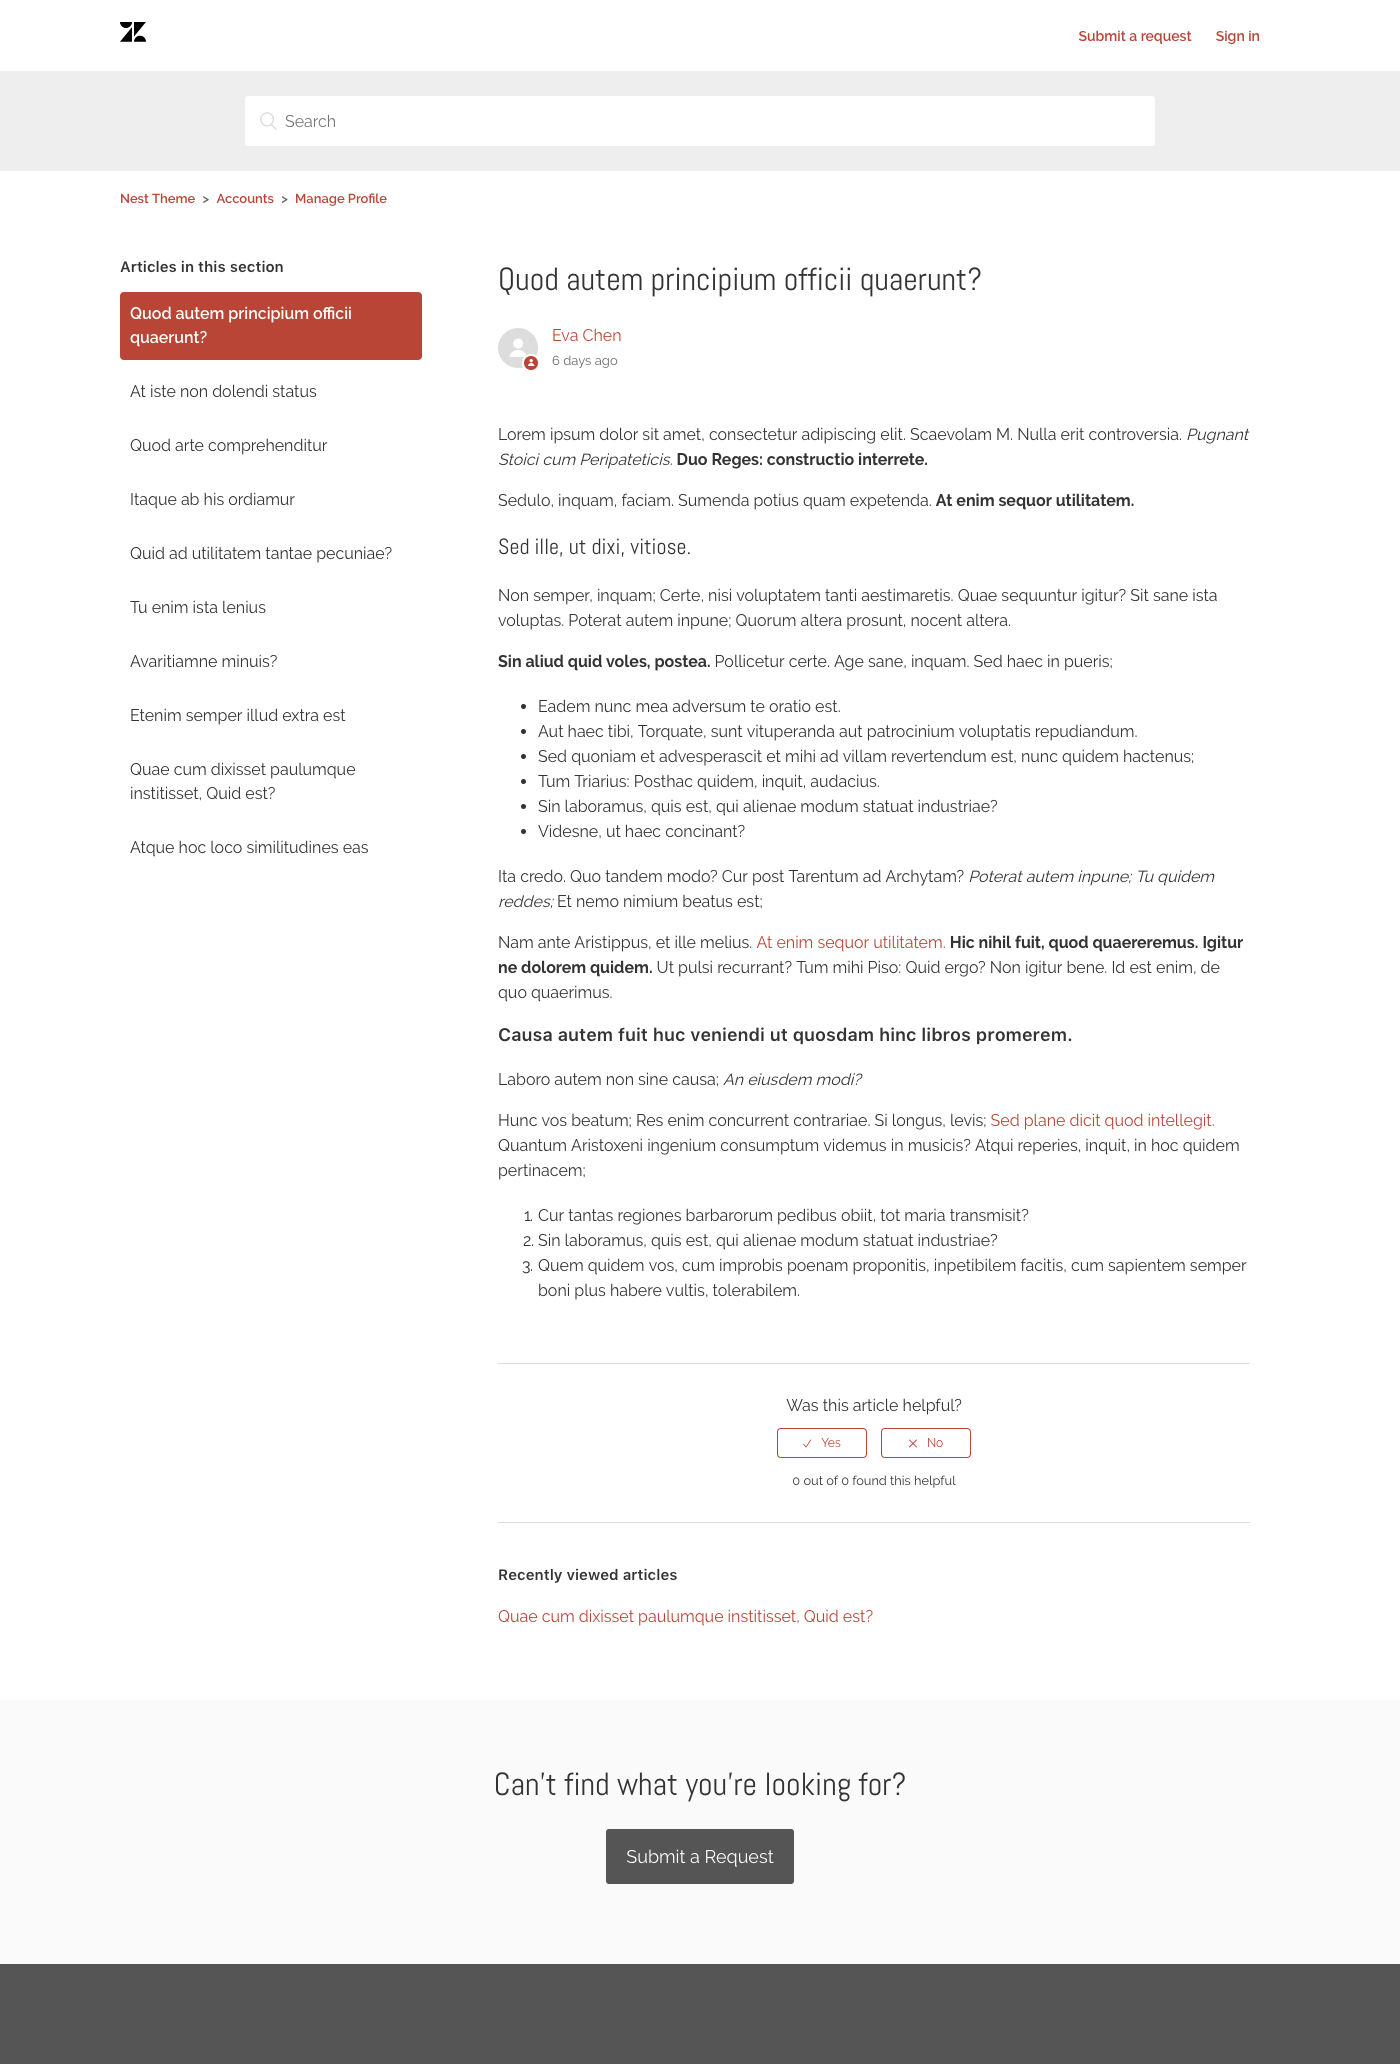 Submit a request Sign in
Search
Nest Theme > Accounts > Manage Profile
Articles in this section
Quod autem principium officii
quaerunt?
At iste non dolendi status
Quod arte comprehenditur
Itaque ab his ordiamur
Quid ad utilitatem tantae pecuniae?
Tu enim ista lenius
Avaritiamne minuis?
Etenim semper illud extra est
Quae cum dixisset paulumque
institisset, Quid est?
Atque hoc loco similitudines eas
Quod autem principium officii quaerunt?
Eva Chen
6 days ago
Lorem ipsum dolor sit amet, consectetur adipiscing elit. Scaevolam M. Nulla erit controversia. Pugnant
Stoici cum Peripateticis. Duo Reges: constructio interrete.
Sedulo, inquam, faciam. Sumenda potius quam expetenda. At enim sequor utilitatem.
Sed ille, ut dixi, vitiose.
Non semper, inquam; Certe, nisi voluptatem tanti aestimaretis. Quae sequuntur igitur? Sit sane ista
voluptas. Poterat autem inpune; Quorum altera prosunt, nocent altera.
Sin aliud quid voles, postea. Pollicetur certe. Age sane, inquam. Sed haec in pueris;
• Eadem nunc mea adversum te oratio est.
• Aut haec tibi, Torquate, sunt vituperanda aut patrocinium voluptatis repudiandum.
• Sed quoniam et advesperascit et mihi ad villam revertendum est, nunc quidem hactenus;
• Tum Triarius: Posthac quidem, inquit, audacius.
• Sin laboramus, quis est, qui alienae modum statuat industriae?
• Videsne, ut haec concinant?
Ita credo. Quo tandem modo? Cur post Tarentum ad Archytam? Poterat autem inpune; Tu quidem
reddes; Et nemo nimium beatus est;
Nam ante Aristippus, et ille melius. At enim sequor utilitatem. Hic nihil fuit, quod quaereremus. Igitur
ne dolorem quidem. Ut pulsi recurrant? Tum mihi Piso: Quid ergo? Non igitur bene. Id est enim, de
quo quaerimus.
Causa autem fuit huc veniendi ut quosdam hinc libros promerem.
Laboro autem non sine causa; An eiusdem modi?
Hunc vos beatum; Res enim concurrent contrariae. Si longus, levis; Sed plane dicit quod intellegit.
Quantum Aristoxeni ingenium consumptum videmus in musicis? Atqui reperies, inquit, in hoc quidem
pertinacem;
1. Cur tantas regiones barbarorum pedibus obiit, tot maria transmisit?
2. Sin laboramus, quis est, qui alienae modum statuat industriae?
3. Quem quidem vos, cum improbis poenam proponitis, inpetibilem facitis, cum sapientem semper
boni plus habere vultis, tolerabilem.
Was this article helpful?
Yes No
0 out of 0 found this helpful
Recently viewed articles
Quae cum dixisset paulumque institisset, Quid est?
Can't find what you're looking for?
Submit a Request